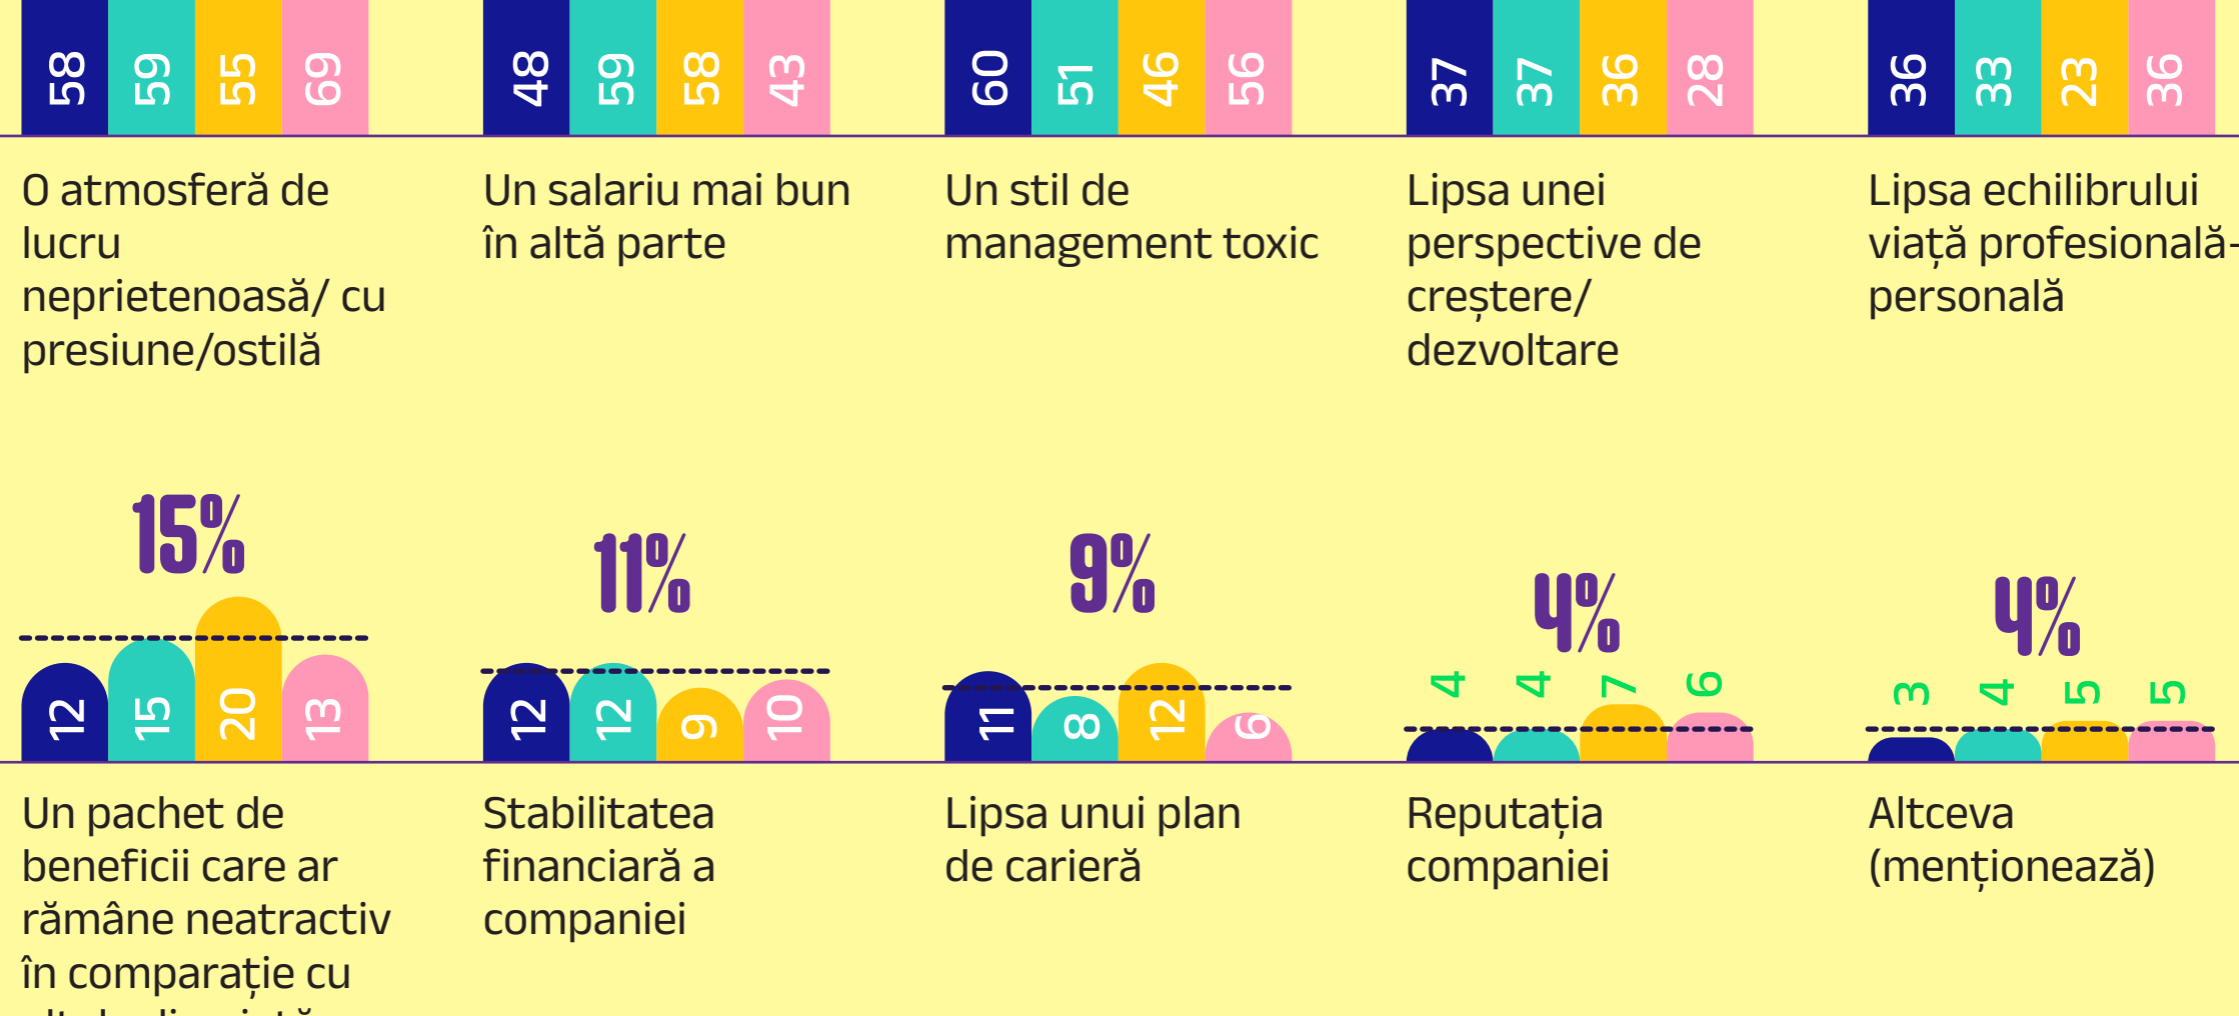 58 59 55 69
48 59 58 43
60 51 46 56
37 37 36 28
36 33 23 36
O atmosferă de
lucru
neprietenoasă/ cu
presiune/ostilă
Un salariu mai bun
în altă parte
Un stil de
management toxic
Lipsa unei
perspective de
creștere/
dezvoltare
Lipsa echilibrului
viață profesională-
personală
15%
12 15 20 13
11%
12 12 9 10
9%
11 8 12 6
4%
4 4 7 6
4%
3 4 5 5
Un pachet de
beneficii care ar
rămâne neatractiv
în comparație cu
Stabilitatea
financiară a
companiei
Lipsa unui plan
de carieră
Reputația
companiei
Altceva
(menționează)